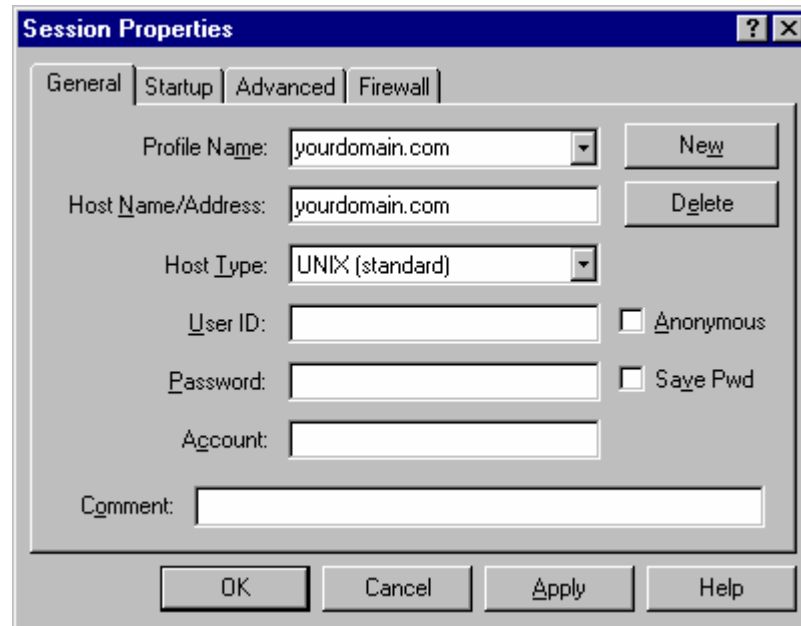 Session Properties
? X
General Startup Advanced Firewall
Profile Name: yourdomain.com New
Host Name/Address: yourdomain.com Delete
Host Type: UNIX (standard)
User ID: Anonymous
Password: Save Pwd
Account:
Comment:
OK Cancel Apply Help